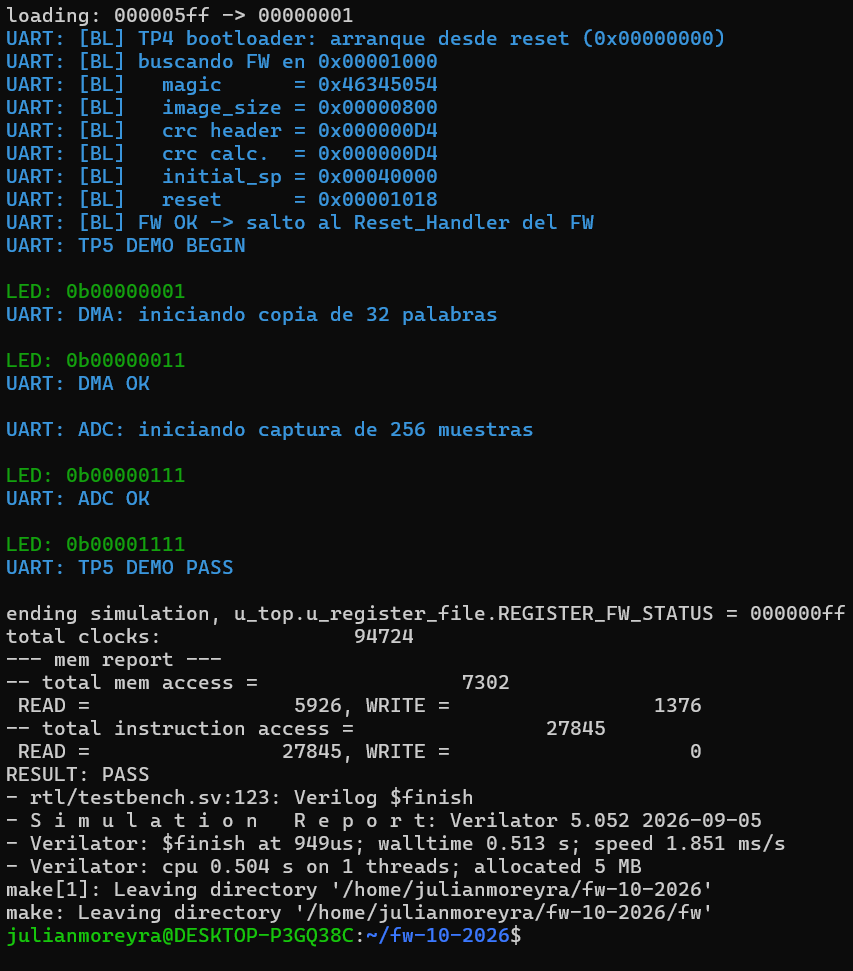 loading: 000005ff -> 00000001
UART: [BL] TP4 bootloader: arranque desde reset (0x00000000)
UART: [BL] buscando FW en 0x00001000
UART: [BL]   magic      = 0x46345054
UART: [BL]   image_size = 0x00000800
UART: [BL]   crc header = 0x000000D4
UART: [BL]   crc calc.  = 0x000000D4
UART: [BL]   initial_sp = 0x00040000
UART: [BL]   reset      = 0x00001018
UART: [BL] FW OK -> salto al Reset_Handler del FW
UART: TP5 DEMO BEGIN
LED: 0b00000001
UART: DMA: iniciando copia de 32 palabras
LED: 0b00000011
UART: DMA OK
UART: ADC: iniciando captura de 256 muestras
LED: 0b00000111
UART: ADC OK
LED: 0b00001111
UART: TP5 DEMO PASS
ending simulation, u_top.u_register_file.REGISTER_FW_STATUS = 000000ff
total clocks:                94724
--- mem report ---
-- total mem access =                 7302
 READ =                 5926, WRITE =                 1376
-- total instruction access =                27845
 READ =                27845, WRITE =                    0
RESULT: PASS
- rtl/testbench.sv:123: Verilog $finish
- S i m u l a t i o n   R e p o r t: Verilator 5.052 2026-09-05
- Verilator: $finish at 949us; walltime 0.513 s; speed 1.851 ms/s
- Verilator: cpu 0.504 s on 1 threads; allocated 5 MB
make[1]: Leaving directory '/home/julianmoreyra/fw-10-2026'
make: Leaving directory '/home/julianmoreyra/fw-10-2026/fw'
julianmoreyra@DESKTOP-P3GQ38C:~/fw-10-2026$